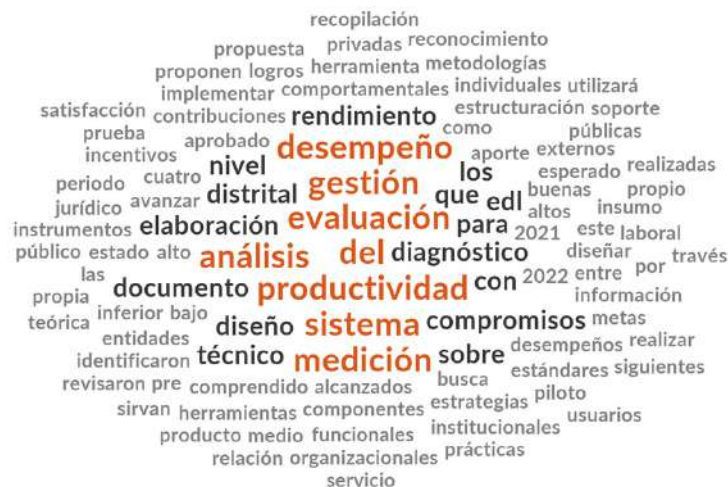 recopilación
propuesta privadas reconocimiento
proponen logros herramienta metodologías
implementar comportamentales individuales utilizará
satisfacción contribuciones rendimiento estructuración soporte
prueba aprobado desempeño como públicas
incentivos nivel los aporte externos
periodo cuatro distrital gestión que edl esperado realizadas
jurídico avanzar buenas propio
instrumentos elaboración evaluación para altos insumo
público estado alto análisis del diagnóstico 2021 este laboral
las diseñar través
propia documento productividad con 2022 entre por
teórica inferior bajo información
entidades diseño sistema compromisos metas
identificaron técnico medición sobre desempeños realizar
revisaron pre comprendido alcanzados busca estándares siguientes
sirvan herramientas componentes estrategias piloto
producto medio funcionales institucionales usuarios
relación organizacionales prácticas
servicio